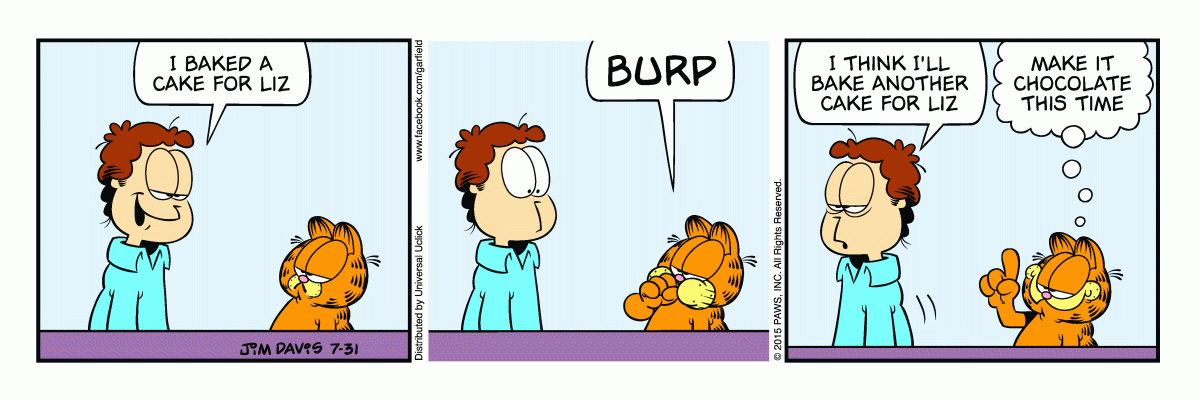 I BAKED A
CAKE FOR LIZ
JIM DAVIS 7-31
www.facebook.com/garfield
Distributed by Universal Uclick
BURP
© 2015 PAWS, INC. All Rights Reserved.
I THINK I'LL
BAKE ANOTHER
CAKE FOR LIZ
MAKE IT
CHOCOLATE
THIS TIME